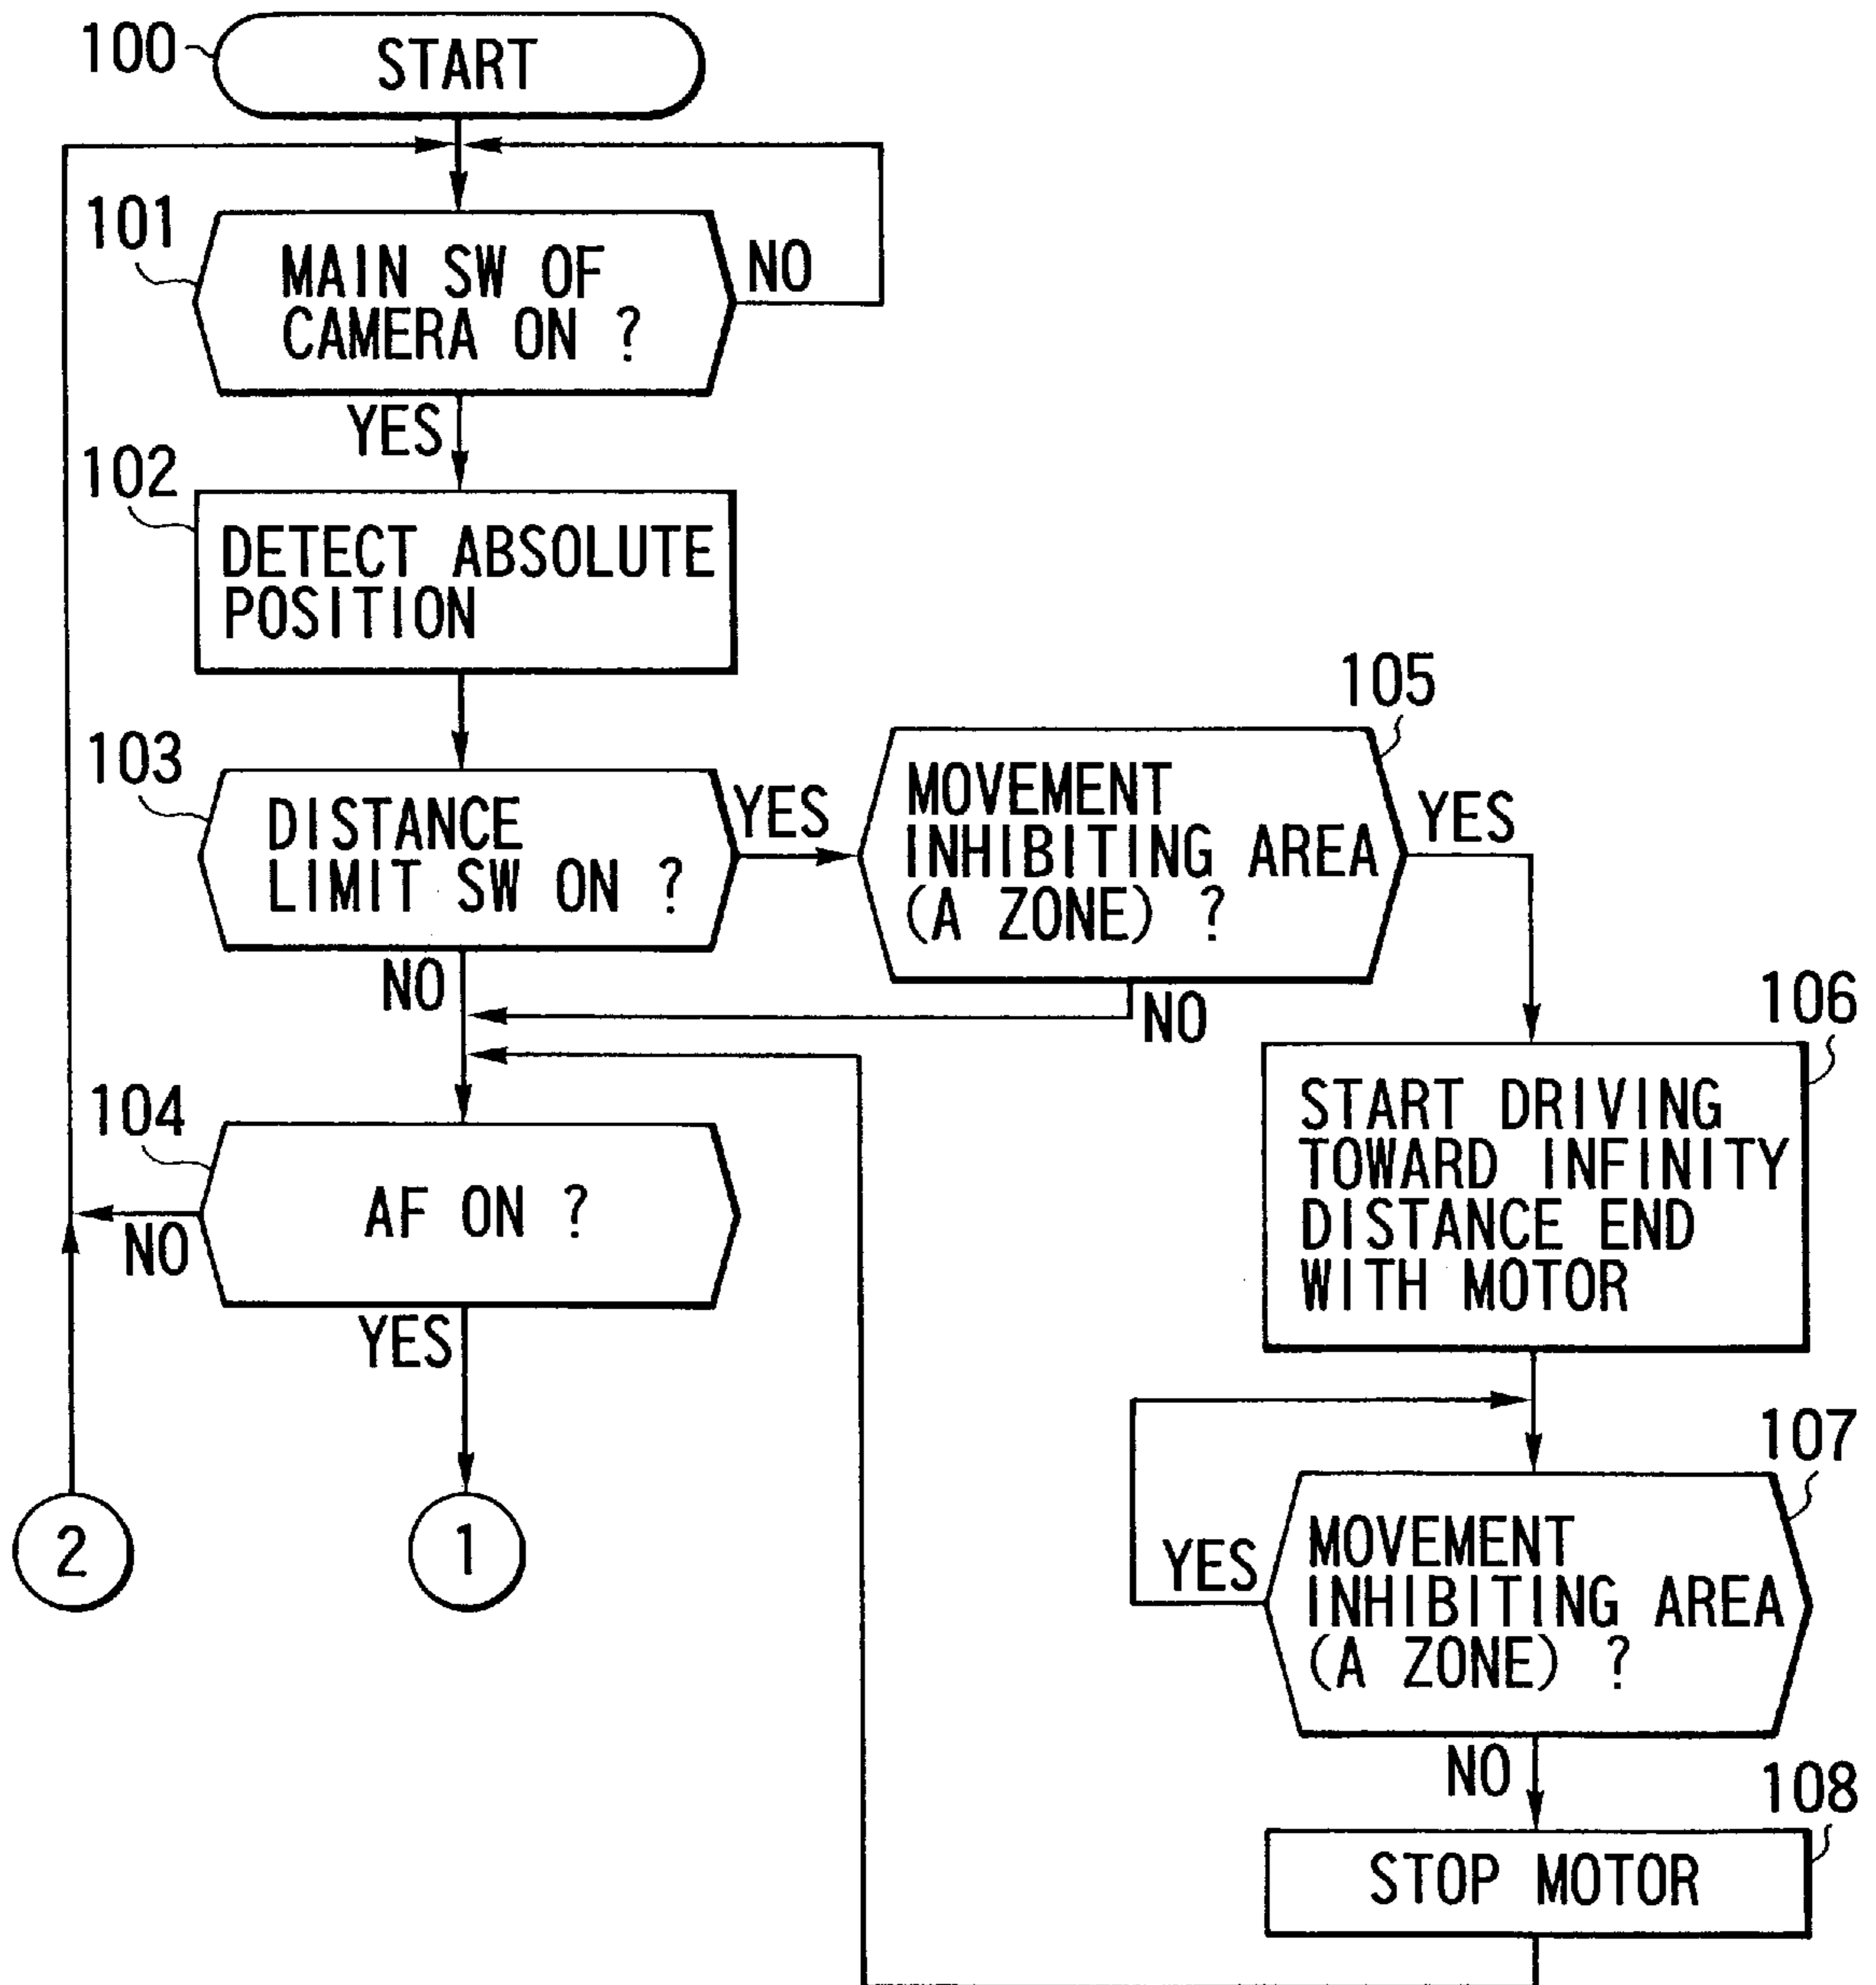 100
START
101
MAIN SW OF
CAMERA ON ?
NO
YES
102
DETECT ABSOLUTE
POSITION
103
DISTANCE
LIMIT SW ON ?
YES
NO
105
MOVEMENT
INHIBITING AREA
(A ZONE) ?
YES
NO
106
START DRIVING
TOWARD INFINITY
DISTANCE END
WITH MOTOR
104
AF ON ?
NO
YES
2
1
107
MOVEMENT
INHIBITING AREA
(A ZONE) ?
YES
NO
108
STOP MOTOR